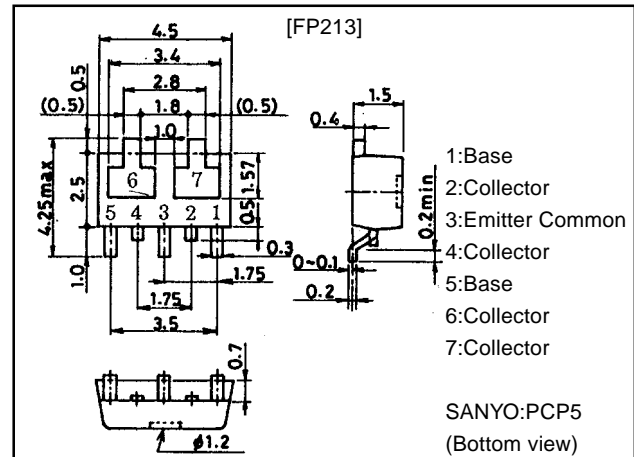 [FP213]
4.5
3.4
2.8
(0.5) 1.8 (0.5)
1.0
0.5
4.25max
2.5
1.57
0.5
6 7
5 4 3 2 1
0.3
1.0
1.75
1.75
3.5
0.7
φ1.2
1.5
0.4
0.2min
0~0.1
0.2
1:Base
2:Collector
3:Emitter Common
4:Collector
5:Base
6:Collector
7:Collector
SANYO:PCP5
(Bottom view)